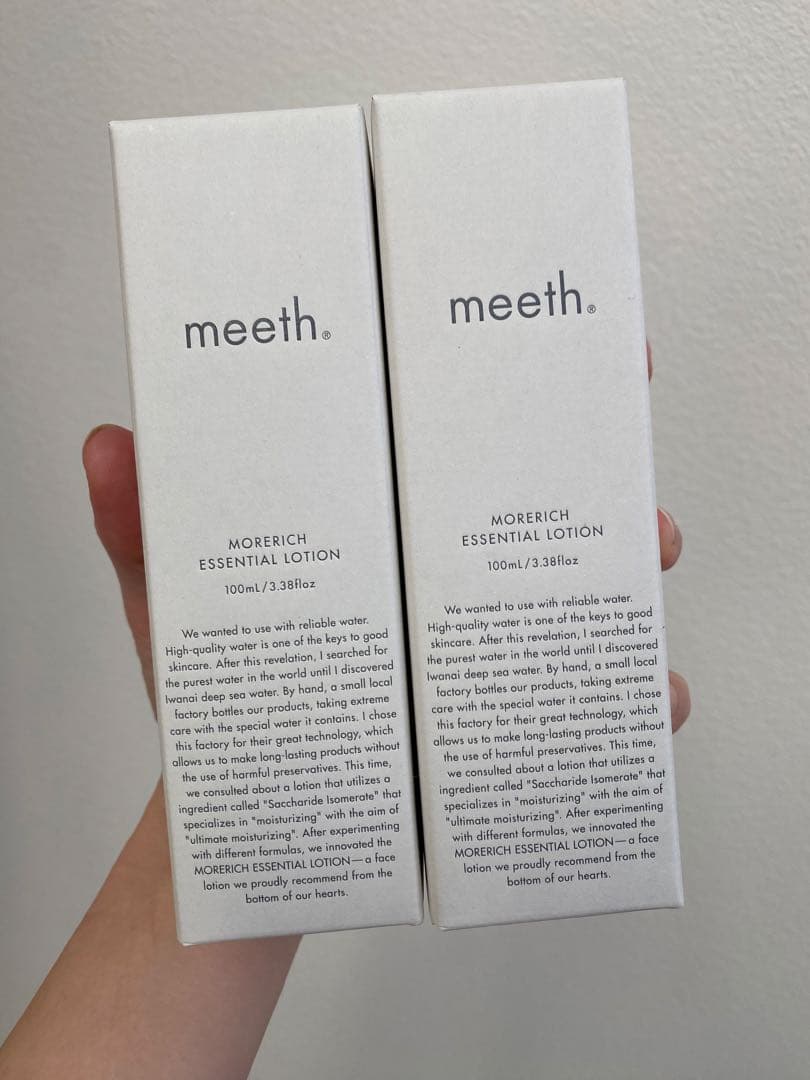 meeth®
MORERICH
ESSENTIAL LOTION
100mL/3.38floz
We wanted to use with reliable water.
High-quality water is one of the keys to good
skincare. After this revelation, I searched for
the purest water in the world until I discovered
Iwanai deep sea water. By hand, a small local
factory bottles our products, taking extreme
care with the special water it contains. I chose
this factory for their great technology, which
allows us to make long-lasting products without
the use of harmful preservatives. This time,
we consulted about a lotion that utilizes a
ingredient called "Saccharide Isomerate" that
specializes in "moisturizing" with the aim of
"ultimate moisturizing". After experimenting
with different formulas, we innovated the
MORERICH ESSENTIAL LOTION—a face
lotion we proudly recommend from the
bottom of our hearts.
meeth®
MORERICH
ESSENTIAL LOTION
100mL/3.38floz
We wanted to use with reliable water.
High-quality water is one of the keys to good
skincare. After this revelation, I searched for
the purest water in the world until I discovered
Iwanai deep sea water. By hand, a small local
factory bottles our products, taking extreme
care with the special water it contains. I chose
this factory for their great technology, which
allows us to make long-lasting products without
the use of harmful preservatives. This time,
we consulted about a lotion that utilizes a
ingredient called "Saccharide Isomerate" that
specializes in "moisturizing" with the aim of
"ultimate moisturizing". After experimenting
with different formulas, we innovated the
MORERICH ESSENTIAL LOTION—a face
lotion we proudly recommend from the
bottom of our hearts.